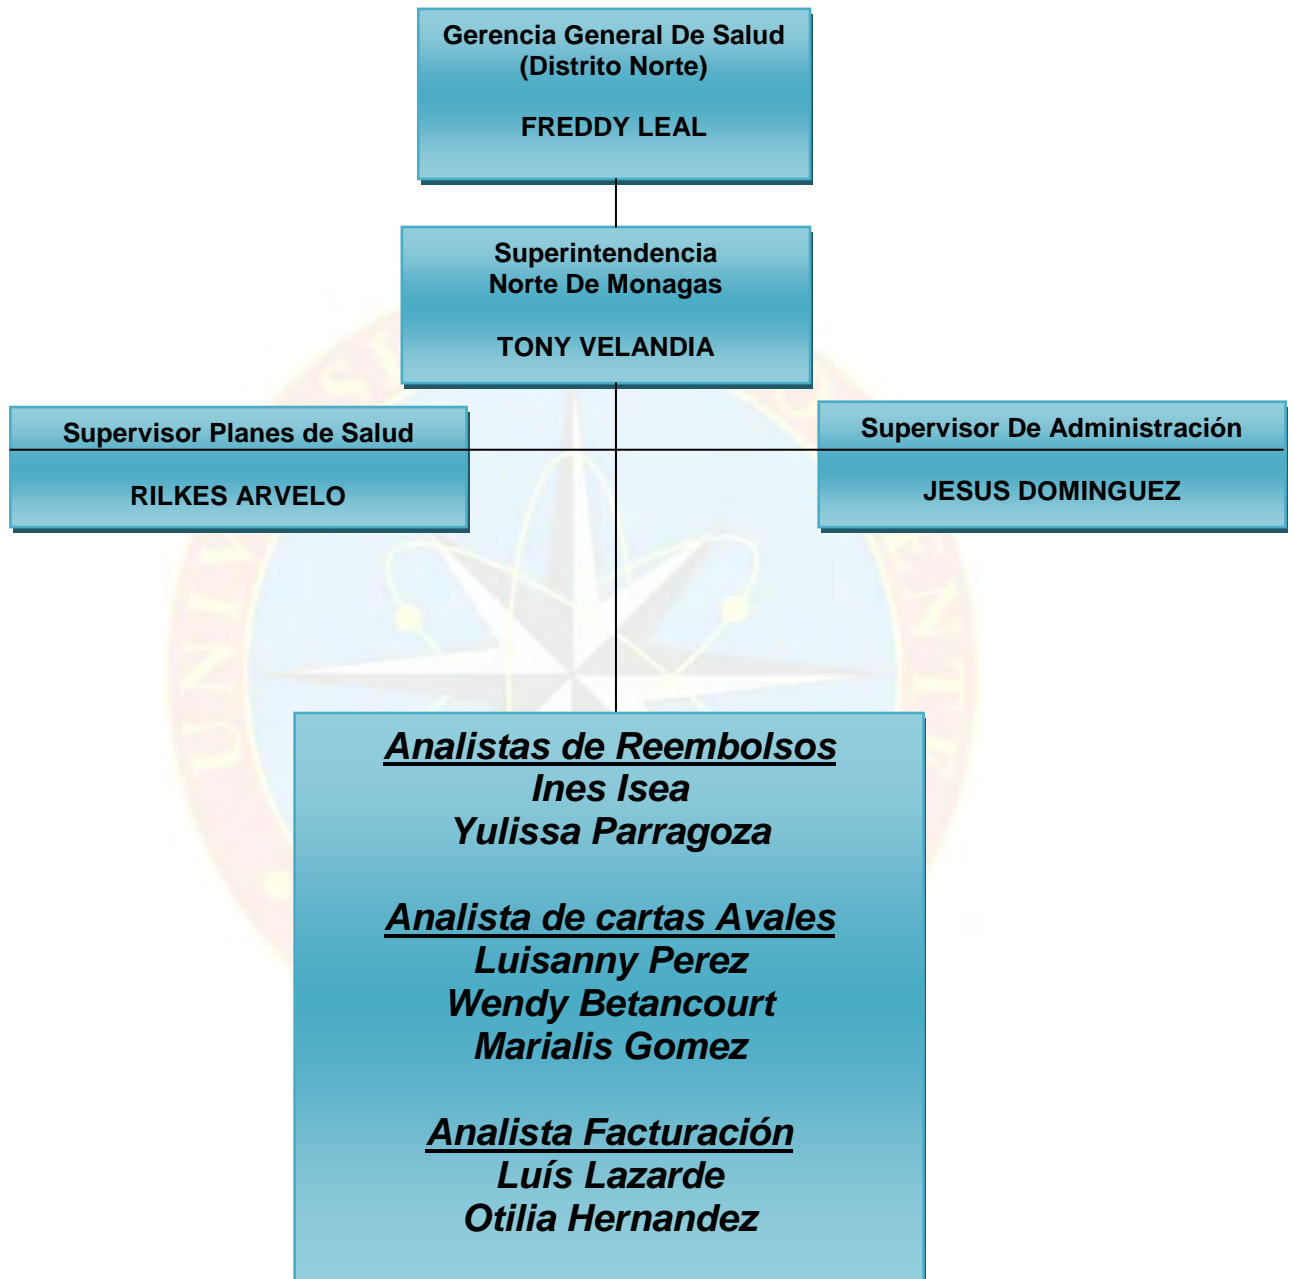 Gerencia General De Salud
(Distrito Norte)
FREDDY LEAL
Superintendencia
Norte De Monagas
TONY VELANDIA
Supervisor Planes de Salud
RILKES ARVELO
Supervisor De Administración
JESUS DOMINGUEZ
Analistas de Reembolsos
Ines Isea
Yulissa Parragoza
Analista de cartas Avales
Luisanny Perez
Wendy Betancourt
Marialis Gomez
Analista Facturación
Luís Lazarde
Otilia Hernandez